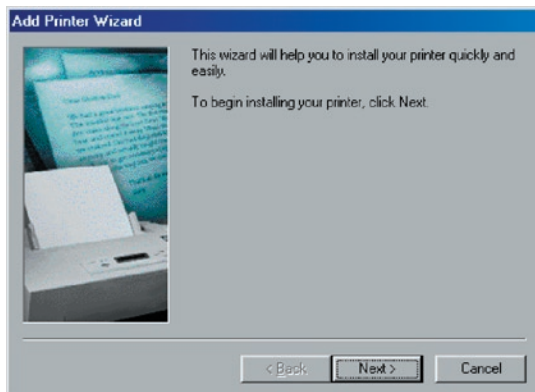 Add Printer Wizard
This wizard will help you to install your printer quickly and
easily.
To begin installing your printer, click Next.
< Back
Next >
Cancel